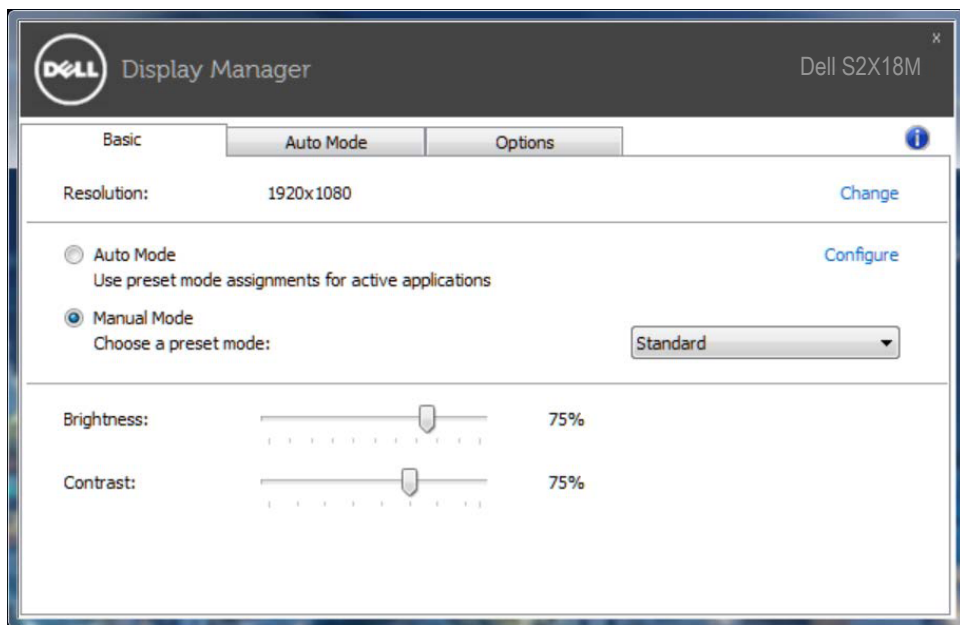 x
DELL Display Manager Dell S2X18M
Basic Auto Mode Options i
Resolution: 1920x1080 Change
Auto Mode Configure
Use preset mode assignments for active applications
Manual Mode
Choose a preset mode: Standard
Brightness: 75%
Contrast: 75%